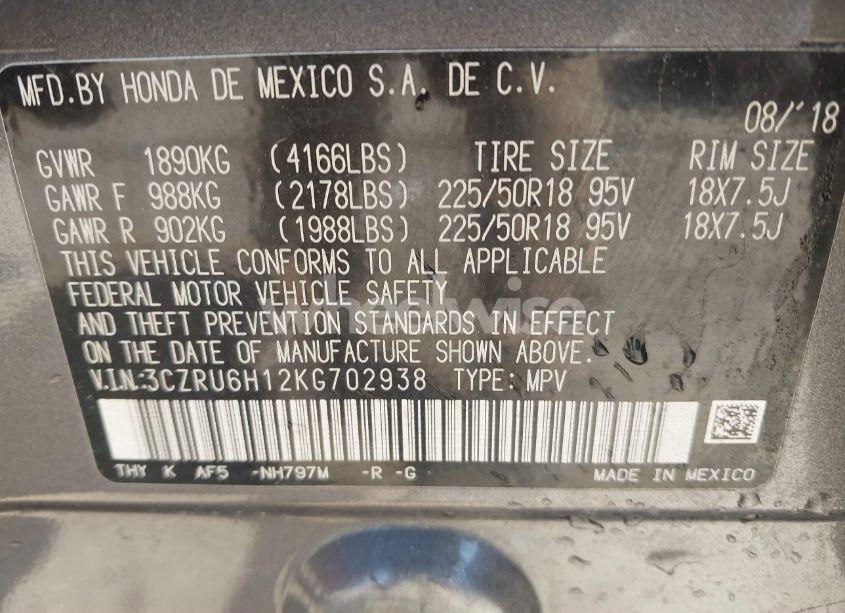 MFD.BY HONDA DE MEXICO S.A. DE C.V.
08/'18
GVWR 1890KG (4166LBS) TIRE SIZE RIM SIZE
GAWR F 988KG (2178LBS) 225/50R18 95V 18X7.5J
GAWR R 902KG (1988LBS) 225/50R18 95V 18X7.5J
THIS VEHICLE CONFORMS TO ALL APPLICABLE
FEDERAL MOTOR VEHICLE SAFETY
AND THEFT PREVENTION STANDARDS IN EFFECT
ON THE DATE OF MANUFACTURE SHOWN ABOVE.
V.I.N:3CZRU6H12KG702938 TYPE: MPV
THY K AF5 -NH797M -R -G MADE IN MEXICO